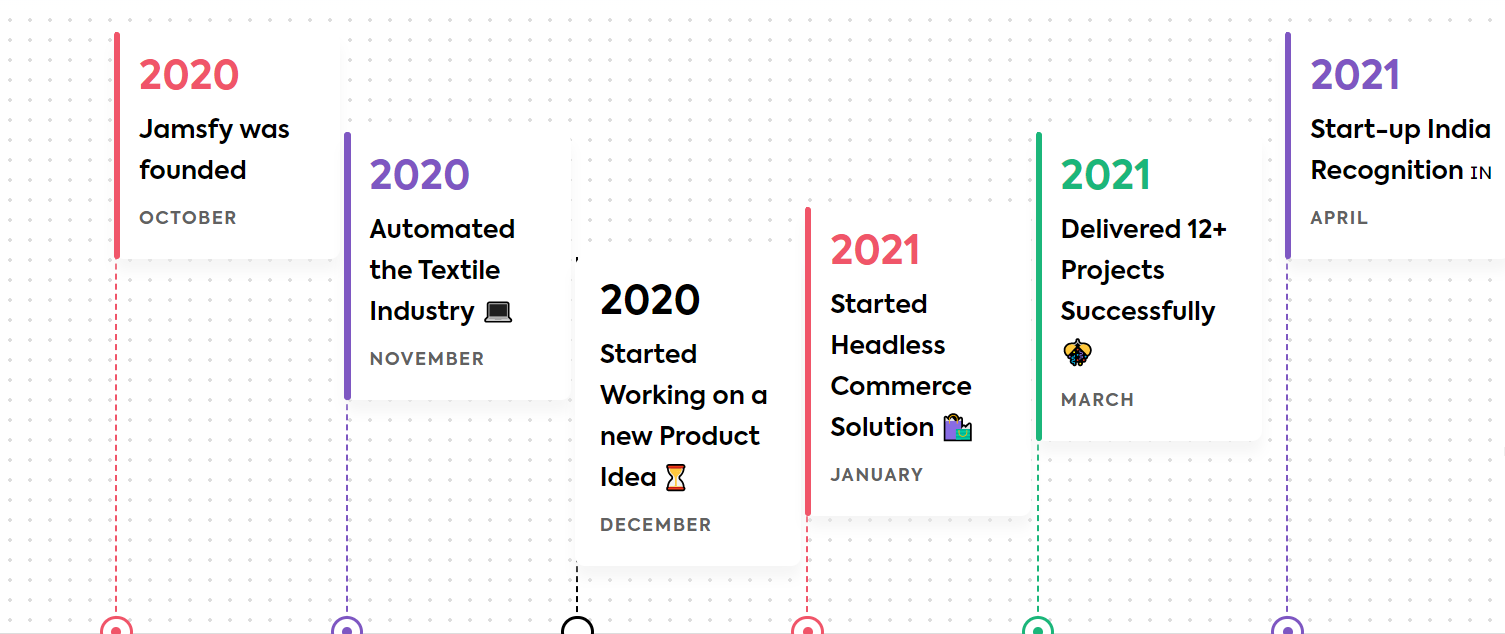 2020
Jamsfy was
founded
OCTOBER
2020
Automated
the Textile
Industry 💻
NOVEMBER
2020
Started
Working on a
new Product
Idea ⏳
DECEMBER
2021
Started
Headless
Commerce
Solution 🛍️
JANUARY
2021
Delivered 12+
Projects
Successfully
MARCH
2021
Start-up India
Recognition IN
APRIL